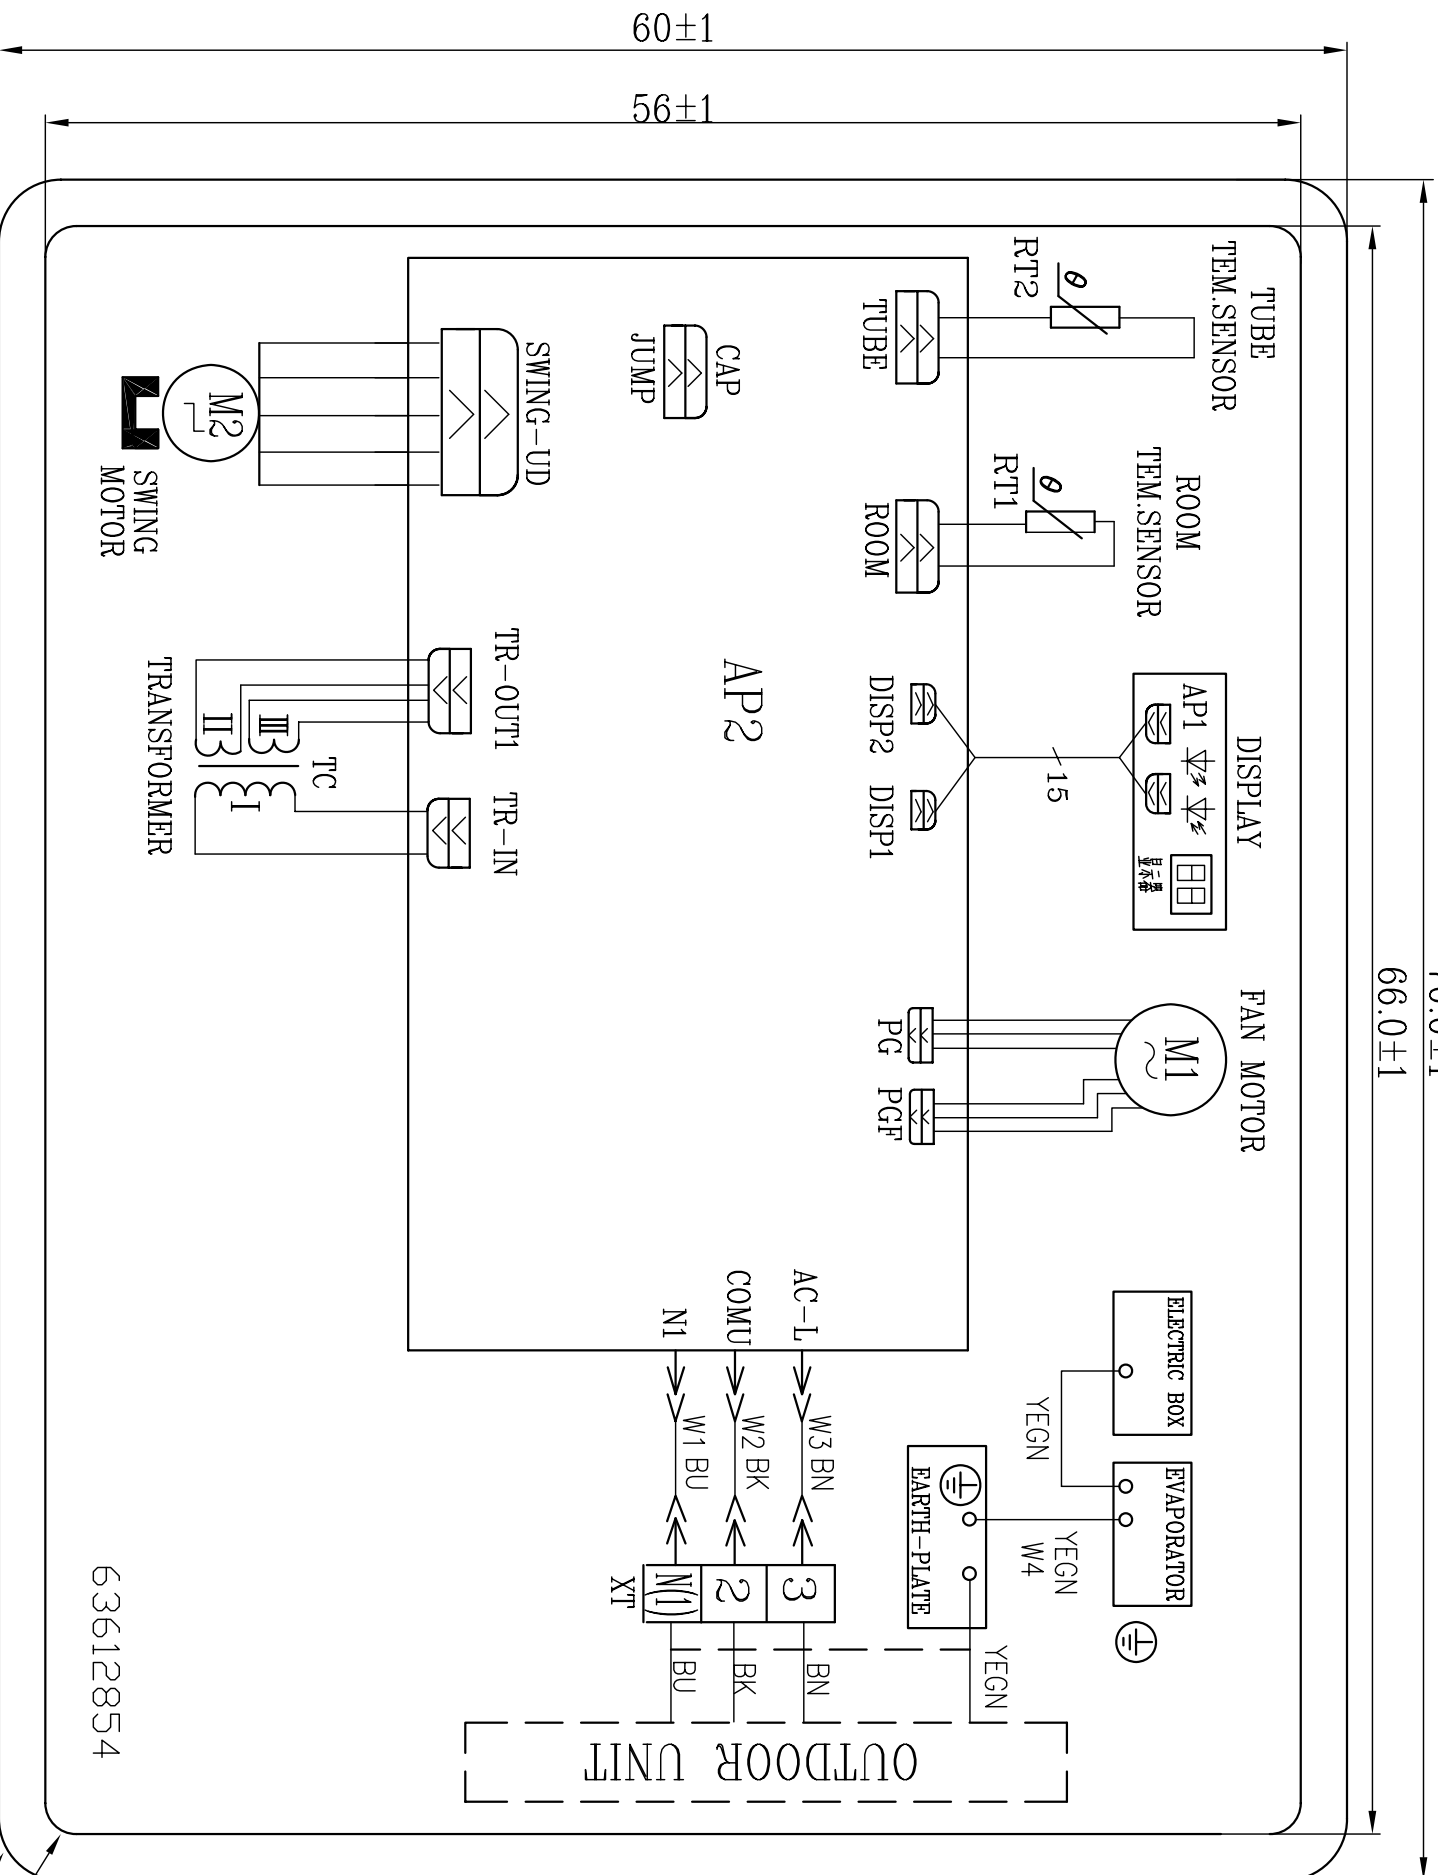 60±1
56±1
66.0±1
TUBE
TEM.SENSOR
RT2
θ
TUBE
ROOM
TEM.SENSOR
RT1
θ
ROOM
DISPLAY
AP1
显示器
15
DISP2
DISP1
FAN MOTOR
M1
PG
PGF
ELECTRIC BOX
EVAPORATOR
YEGN
YEGN
W4
EARTH-PLATE
YEGN
CAP
JUMP
AP2
AC-L
COMU
N1
W3 BN
W2 BK
W1 BU
3
2
N(1)
XT
BN
BK
BU
OUTDOOR UNIT
SWING-UD
M2
SWING
MOTOR
TR-OUT1
TR-IN
TC
III
II
I
TRANSFORMER
63612854